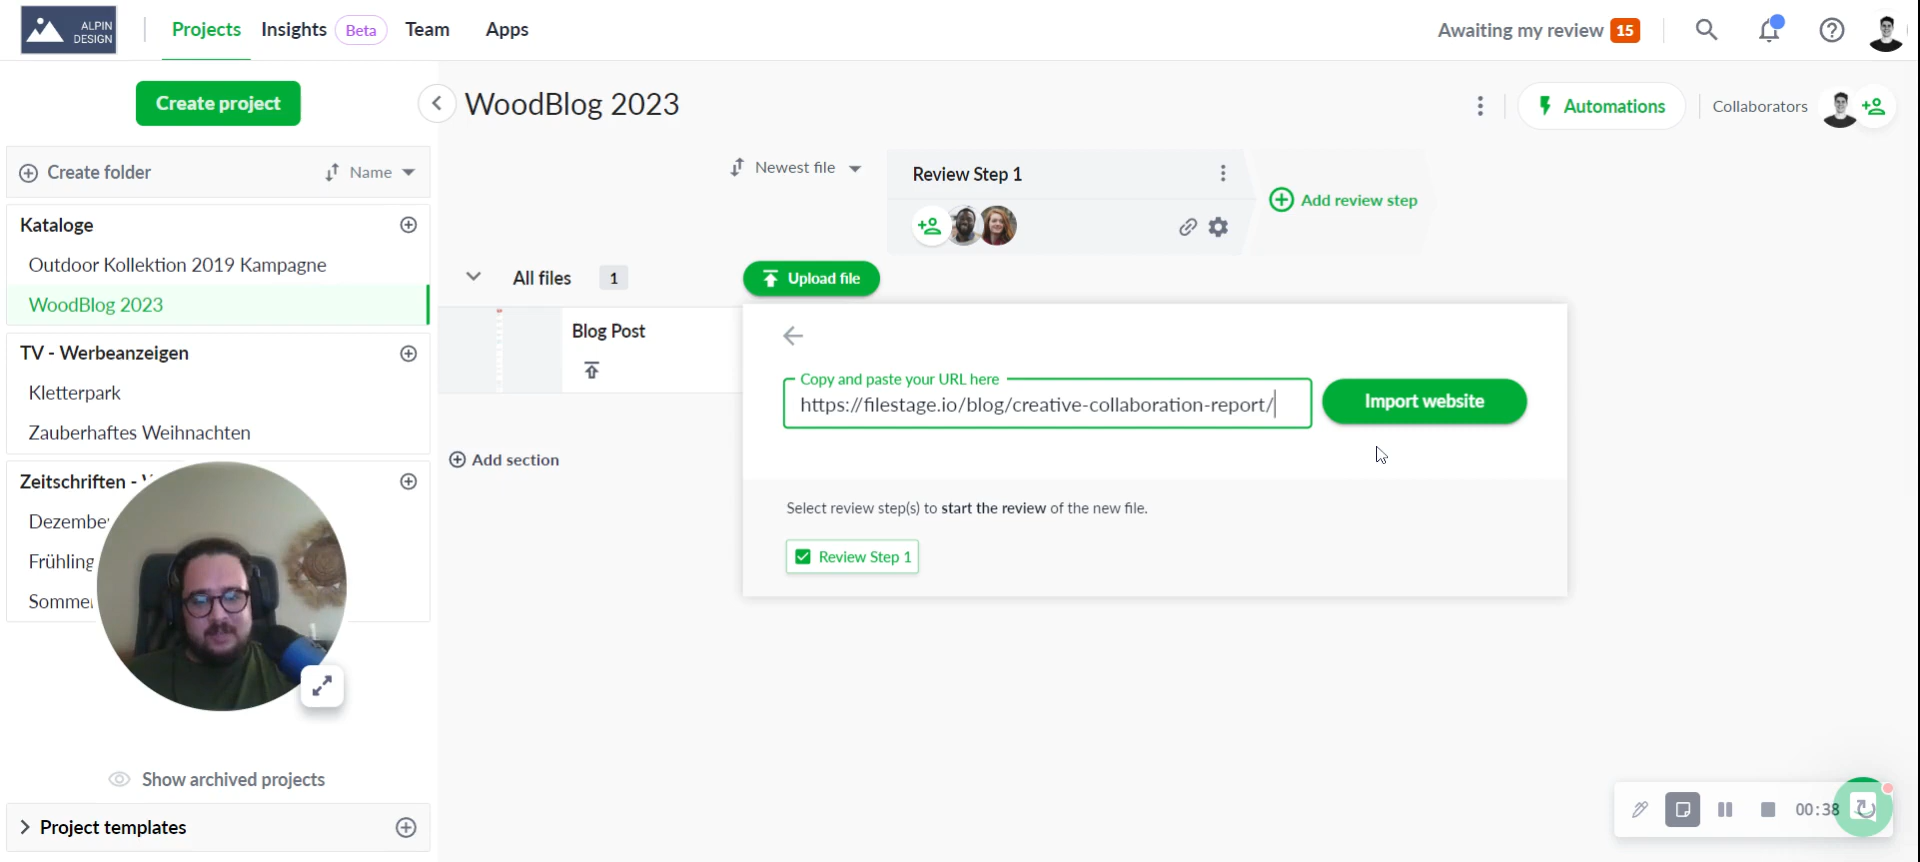 ALPIN
DESIGN
Projects
Insights
Beta
Team
Apps
Awaiting my review
15
Create project
WoodBlog 2023
Automations
Collaborators
Create folder
Name
Newest file
Review Step 1
Add review step
Kataloge
Outdoor Kollektion 2019 Kampagne
WoodBlog 2023
All files
1
Upload file
Blog Post
Copy and paste your URL here
https://filestage.io/blog/creative-collaboration-report/
Import website
TV - Werbeanzeigen
Kletterpark
Zauberhaftes Weihnachten
Add section
Zeitschriften -
Select review step(s) to start the review of the new file.
Review Step 1
Frühling
Show archived projects
Project templates
00:38